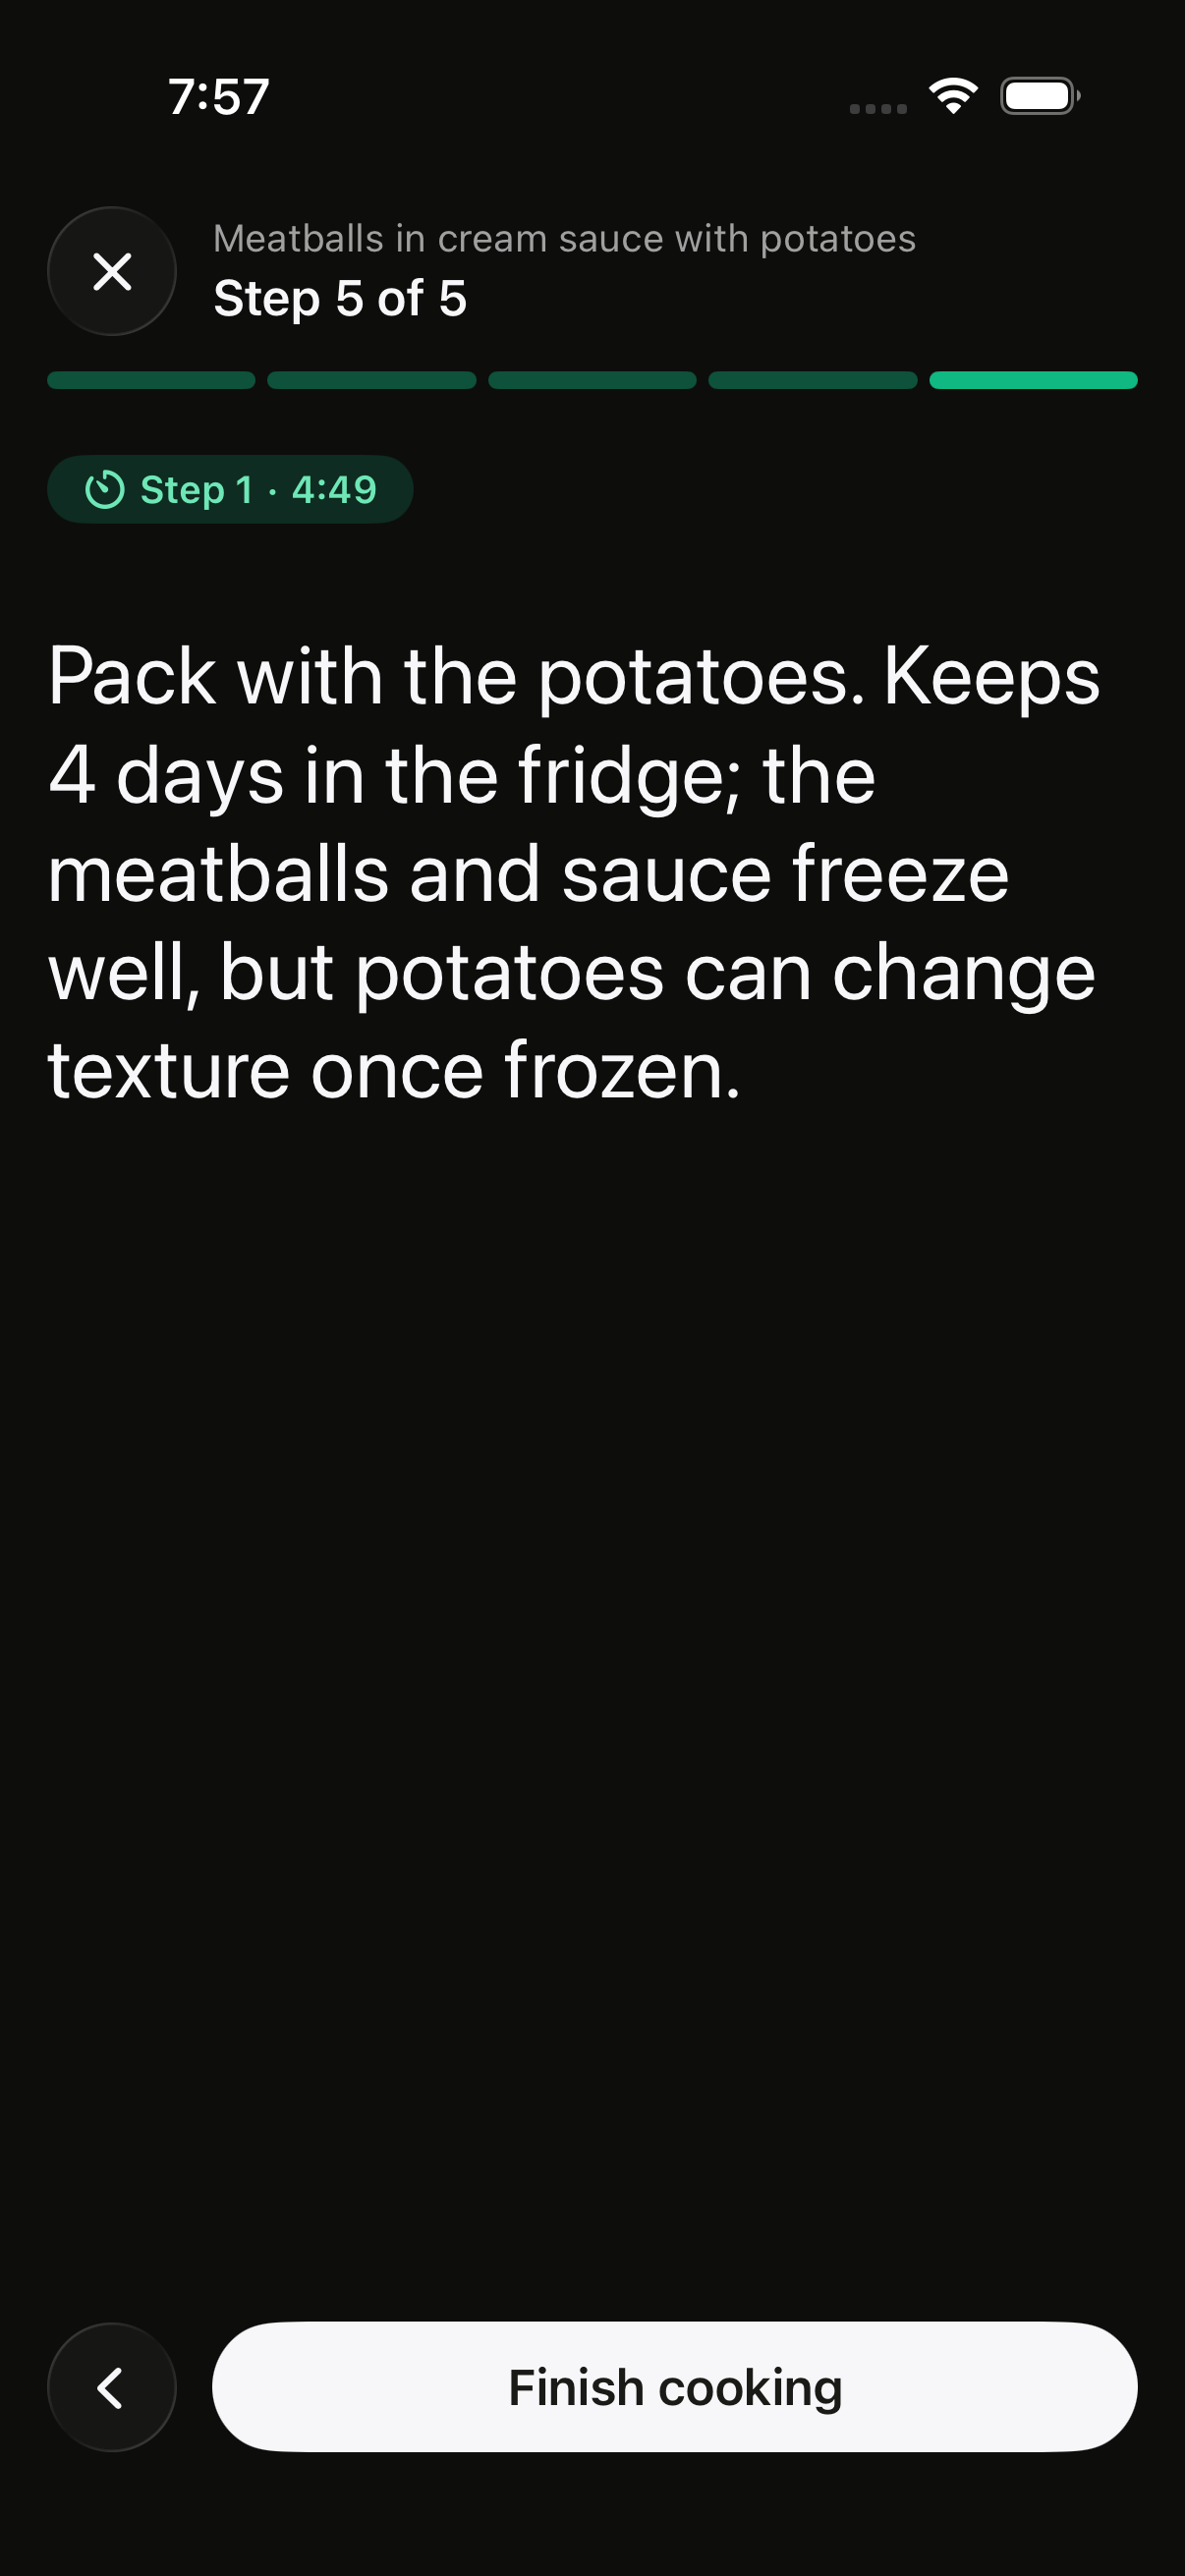 7:57
Meatballs in cream sauce with potatoes
Step 5 of 5
Step 1 · 4:49
Pack with the potatoes. Keeps
4 days in the fridge; the
meatballs and sauce freeze
well, but potatoes can change
texture once frozen.
Finish cooking